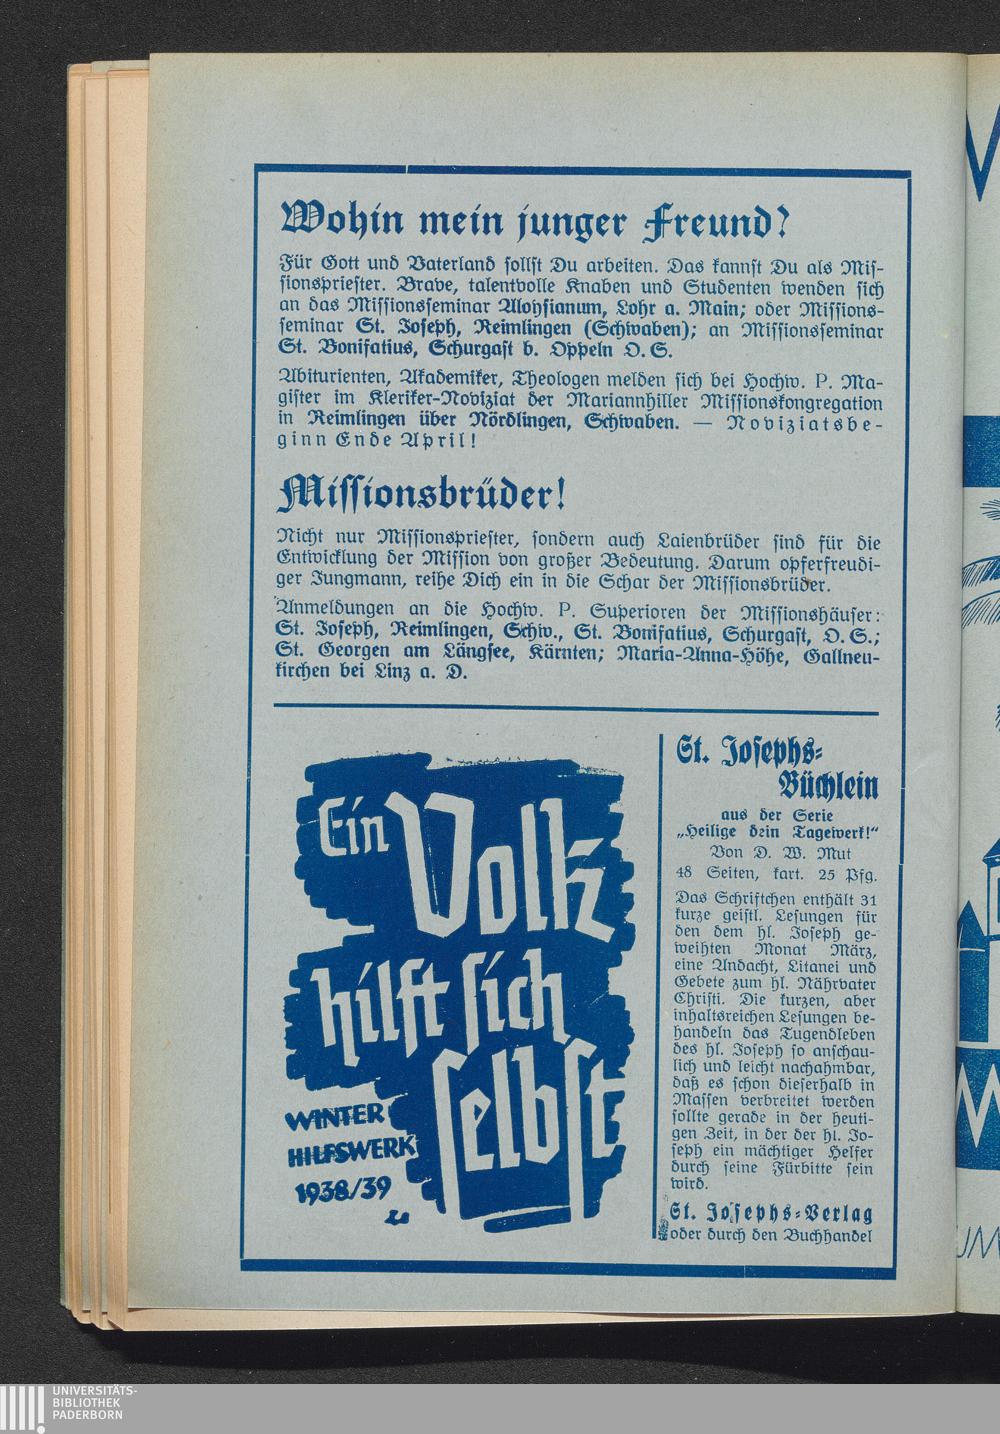 Wohin mein junger Freund?
Für Gott und Vaterland sollst Du arbeiten. Das kannst Du als Mis-
sionspriester. Brave, talentvolle Knaben und Studenten wenden sich
an das Missionsseminar Aloysianum, Lohr a. Main; oder Missions-
seminar St. Joseph, Reimlingen (Schwaben); an Missionsseminar
St. Bonifatius, Schurgast b. Oppeln O. S.
Abiturienten, Akademiker, Theologen melden sich bei Hochw. P. Ma-
gister im Kleriker-Noviziat der Mariannhiller Missionskongregation
in Reimlingen über Nördlingen, Schwaben. — Noviziatsbe-
ginn Ende April!
Missionsbrüder!
Nicht nur Missionspriester, sondern auch Laienbrüder sind für die
Entwicklung der Mission von großer Bedeutung. Darum opferfreudi-
ger Jungmann, reihe Dich ein in die Schar der Missionsbrüder.
Anmeldungen an die Hochw. P. Superioren der Missionshäuser:
St. Joseph, Reimlingen, Schw., St. Bonifatius, Schurgast, O. S.;
St. Georgen am Längsee, Kärnten; Maria-Anna-Höhe, Gallneu-
kirchen bei Linz a. D.
Ein
Volk
hilft sich
selbst
WINTER
HILFSWERK
1938/39
St. Josephs-
Büchlein
aus der Serie
„Heilige dein Tagewerk!“
Von D. W. Mut
48 Seiten, kart. 25 Pfg.
Das Schriftchen enthält 31
kurze geistl. Lesungen für
den dem hl. Joseph ge-
weihten Monat März,
eine Andacht, Litanei und
Gebete zum hl. Nährvater
Christi. Die kurzen, aber
inhaltsreichen Lesungen be-
handeln das Tugendleben
des hl. Joseph so anschau-
lich und leicht nachahmbar,
daß es schon dieserhalb in
Massen verbreitet werden
sollte gerade in der heuti-
gen Zeit, in der der hl. Jo-
seph ein mächtiger Helfer
durch seine Fürbitte sein
wird.
St. Josephs-Verlag
oder durch den Buchhandel
UNIVERSITÄTS-
BIBLIOTHEK
PADERBORN